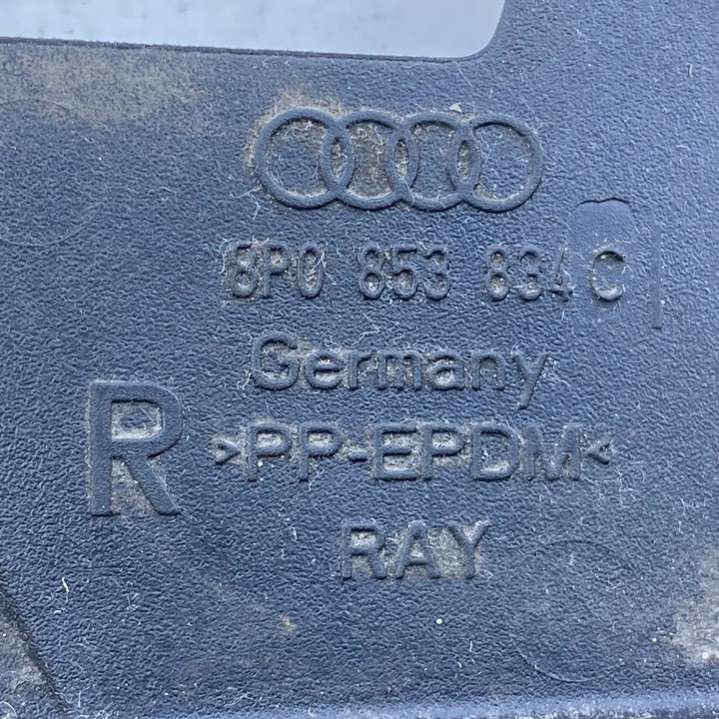 8P0 853 834 C
Germany
R >PP-EPDM<
RAY